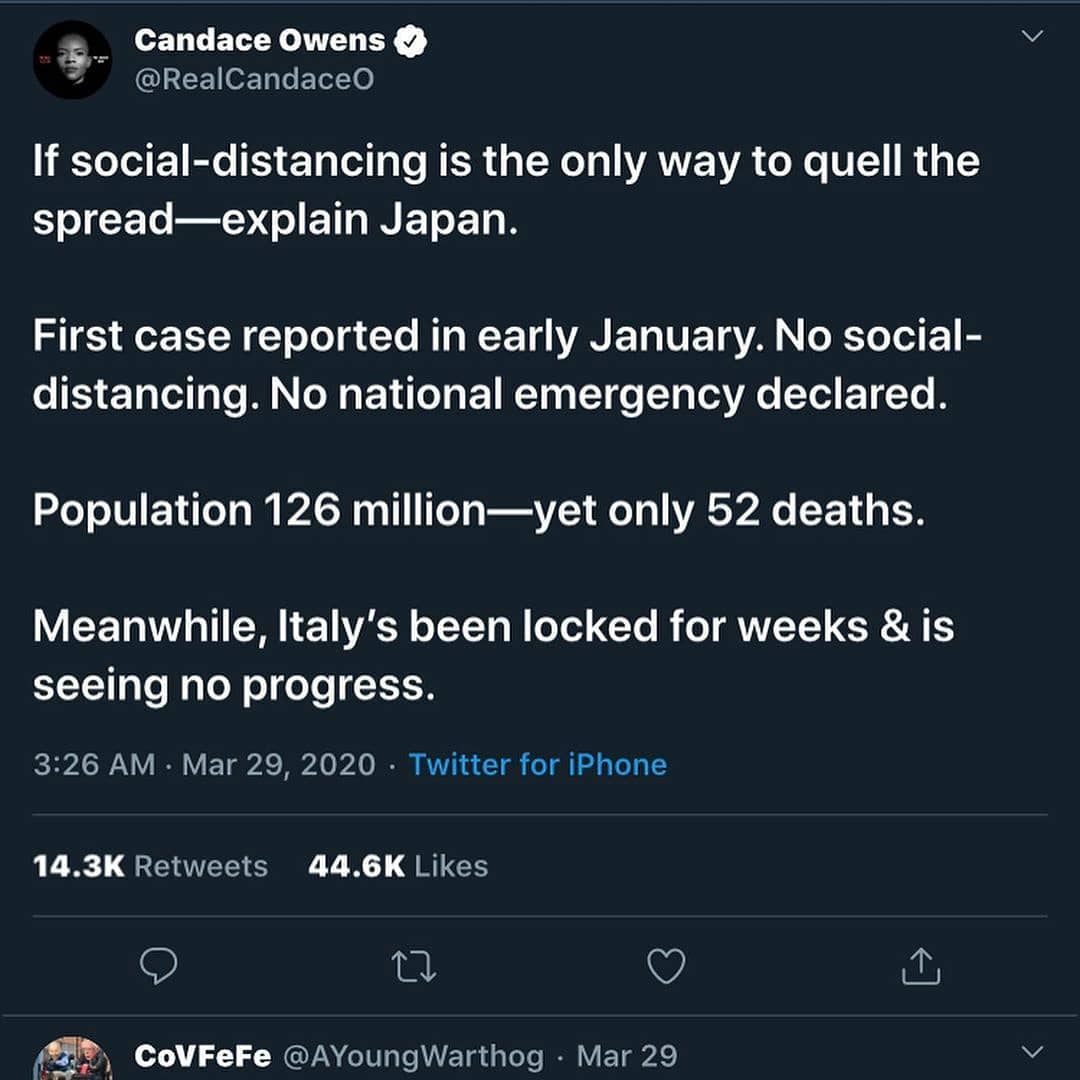 Candace Owens
@RealCandaceO
If social-distancing is the only way to quell the
spread—explain Japan.
First case reported in early January. No social-
distancing. No national emergency declared.
Population 126 million—yet only 52 deaths.
Meanwhile, Italy’s been locked for weeks & is
seeing no progress.
3:26 AM · Mar 29, 2020 · Twitter for iPhone
14.3K Retweets 44.6K Likes
CoVFeFe @AYoungWarthog · Mar 29